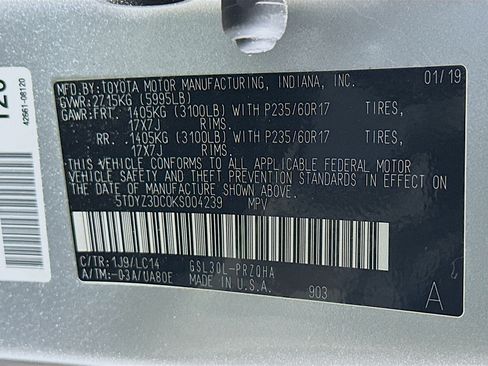 MFD.BY:TOYOTA MOTOR MANUFACTURING, INDIANA, INC. 01/19
GVWR:2715KG (5995LB)
GAWR:FRT. 1405KG (3100LB) WITH P235/60R17 TIRES,
17X7J RIMS.
RR. 1405KG (3100LB) WITH P235/60R17 TIRES,
17X7J RIMS.
THIS VEHICLE CONFORMS TO ALL APPLICABLE FEDERAL MOTOR
VEHICLE SAFETY AND THEFT PREVENTION STANDARDS IN EFFECT ON
THE DATE OF MANUFACTURE SHOWN ABOVE.
5TDYZ3DC0KS004239 MPV
C/TR:1J9/LC14 GSL30L-PRZQHA
A/TM:-03A/UA80E MADE IN U.S.A. 903 A
42661-08120